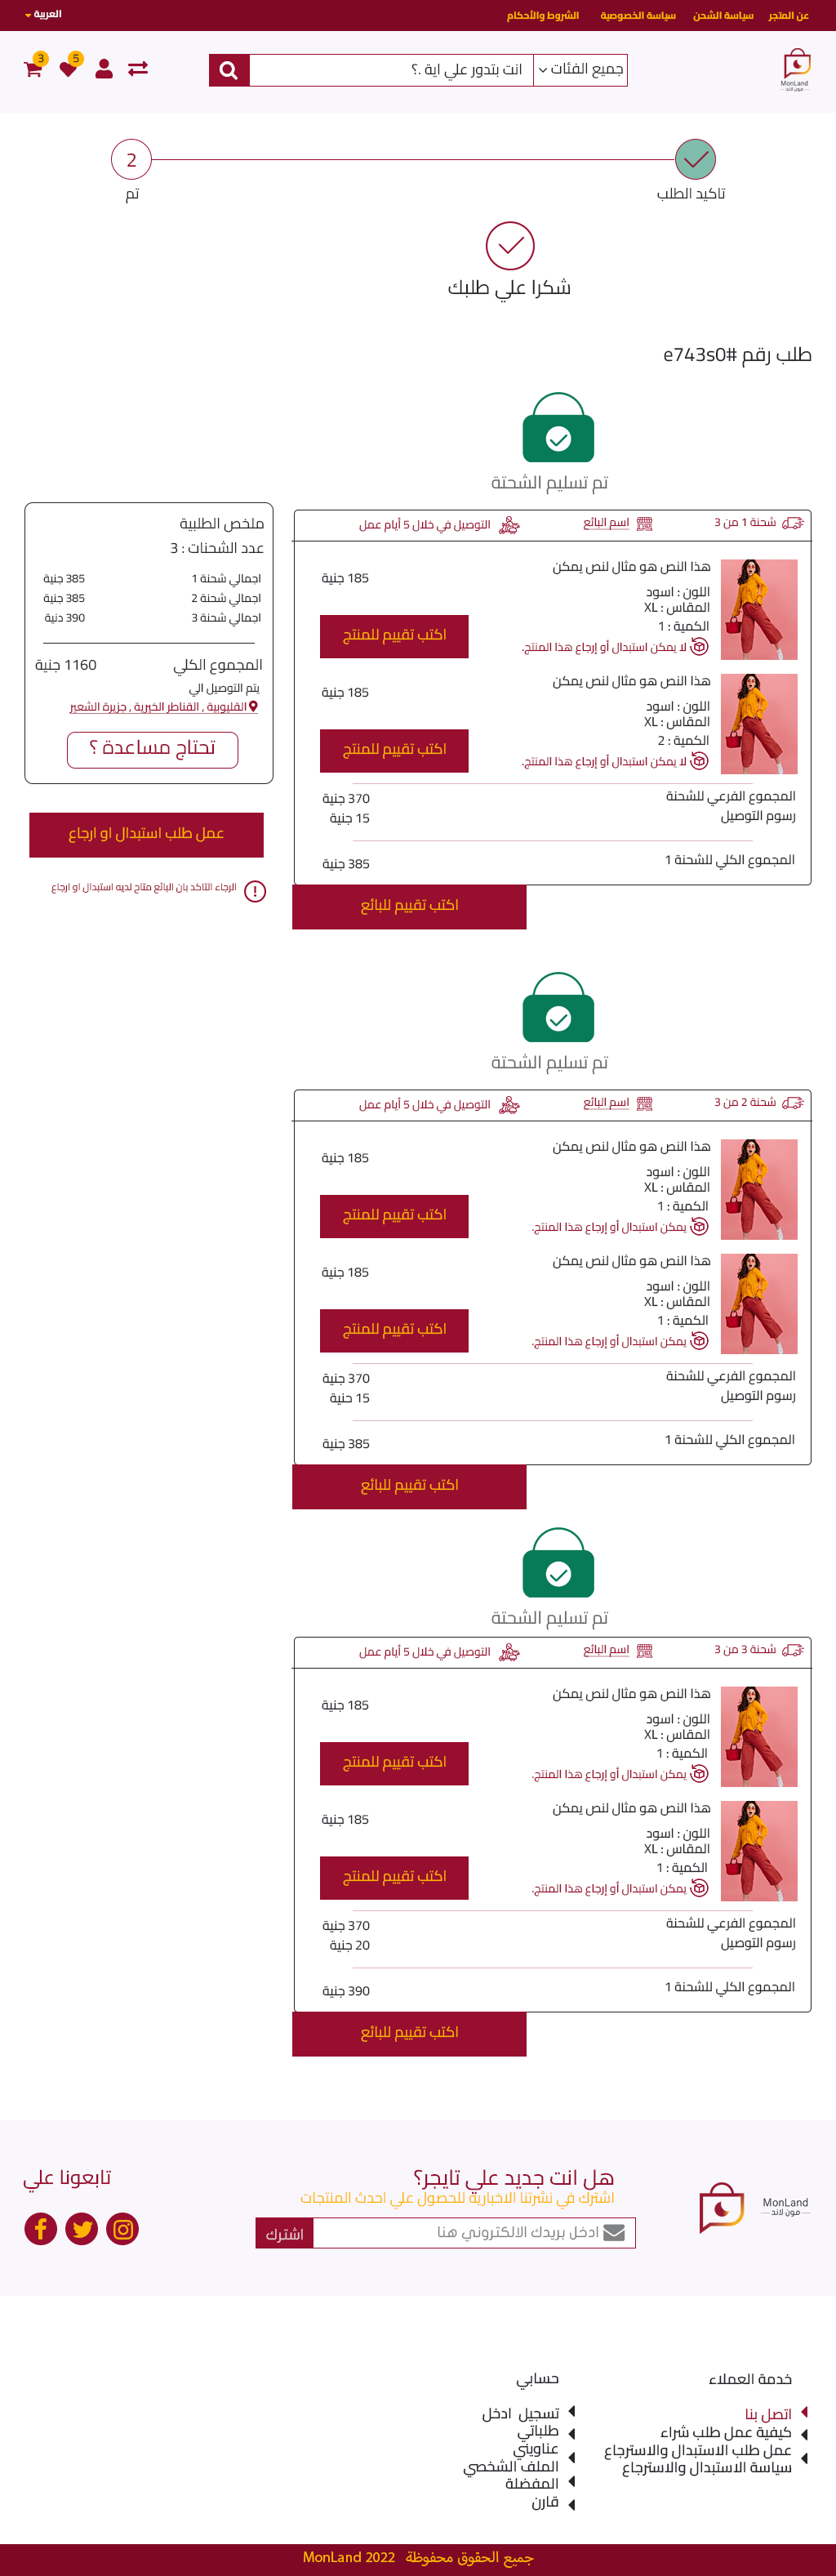 عن المتجر سياسة الشحن سياسة الخصوصية الشروط والأحكام العربية
MonLand
مون لاند
جميع الفئات انت بتدور علي اية .؟ 5 3
2
تاكيد الطلب تم
شكرا علي طلبك
طلب رقم #e743s0
تم تسليم الشحتة
شحنة 1 من 3 اسم البائع التوصيل في خلال 5 أيام عمل
هذا النص هو مثال لنص يمكن
185 جنية
اللون : اسود
المقاس : XL
الكمية : 1
اكتب تقييم للمنتج
لا يمكن استبدال أو إرجاع هذا المنتج.
هذا النص هو مثال لنص يمكن
185 جنية
اللون : اسود
المقاس : XL
الكمية : 2
اكتب تقييم للمنتج
لا يمكن استبدال أو إرجاع هذا المنتج.
المجموع الفرعي للشحنة 370 جنية
رسوم التوصيل 15 جنية
المجموع الكلي للشحنة 1 385 جنية
اكتب تقييم للبائع
ملخص الطلبية
عدد الشحنات : 3
اجمالي شحنة 1 385 جنية
اجمالي شحنة 2 385 جنية
اجمالي شحنة 3 390 دنية
المجموع الكلي 1160 جنية
يتم التوصيل الي
القليوبية , القناطر الخيرية , جزيرة الشعير
تحتاج مساعدة ؟
عمل طلب استبدال او ارجاع
الرجاء التاكد بان البائع متاح لديه استبدال او ارجاع
تم تسليم الشحتة
شحنة 2 من 3 اسم البائع التوصيل في خلال 5 أيام عمل
هذا النص هو مثال لنص يمكن
185 جنية
اللون : اسود
المقاس : XL
الكمية : 1
اكتب تقييم للمنتج
يمكن استبدال أو إرجاع هذا المنتج.
هذا النص هو مثال لنص يمكن
185 جنية
اللون : اسود
المقاس : XL
الكمية : 1
اكتب تقييم للمنتج
يمكن استبدال أو إرجاع هذا المنتج.
المجموع الفرعي للشحنة 370 جنية
رسوم التوصيل 15 حنية
المجموع الكلي للشحنة 1 385 جنية
اكتب تقييم للبائع
تم تسليم الشحتة
شحنة 3 من 3 اسم البائع التوصيل في خلال 5 أيام عمل
هذا النص هو مثال لنص يمكن
185 جنية
اللون : اسود
المقاس : XL
الكمية : 1
اكتب تقييم للمنتج
يمكن استبدال أو إرجاع هذا المنتج.
هذا النص هو مثال لنص يمكن
185 جنية
اللون : اسود
المقاس : XL
الكمية : 1
اكتب تقييم للمنتج
يمكن استبدال أو إرجاع هذا المنتج.
المجموع الفرعي للشحنة 370 جنية
رسوم التوصيل 20 جنية
المجموع الكلي للشحنة 1 390 جنية
اكتب تقييم للبائع
MonLand
مون لاند
هل انت جديد علي تايجر؟
اشترك في نشرتنا الاخبارية للحصول علي احدث المنتجات
ادخل بريدك الالكتروني هنا اشترك
تابعونا علي
خدمة العملاء
اتصل بنا
كيفية عمل طلب شراء
عمل طلب الاستبدال والاسترجاع
سياسة الاستبدال والاسترجاع
حسابي
تسجيل ادخل
طلباتي
عناويني
الملف الشخصي
المفضلة
قارن
جميع الحقوق محفوظة MonLand 2022